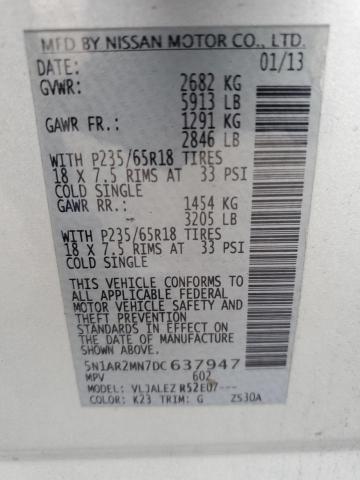 MFD BY NISSAN MOTOR CO., LTD.
DATE: 01/13
GVWR: 2682 KG
5913 LB
GAWR FR.: 1291 KG
2846 LB
WITH P235/65R18 TIRES
18 X 7.5 RIMS AT 33 PSI
COLD SINGLE
GAWR RR.: 1454 KG
3205 LB
WITH P235/65R18 TIRES
18 X 7.5 RIMS AT 33 PSI
COLD SINGLE
THIS VEHICLE CONFORMS TO
ALL APPLICABLE FEDERAL
MOTOR VEHICLE SAFETY AND
THEFT PREVENTION
STANDARDS IN EFFECT ON
THE DATE OF MANUFACTURE
SHOWN ABOVE.
5N1AR2MN7DC637947
MPV 602
MODEL: VLJALEZ R52E07---
COLOR: K23 TRIM: G ZS30A